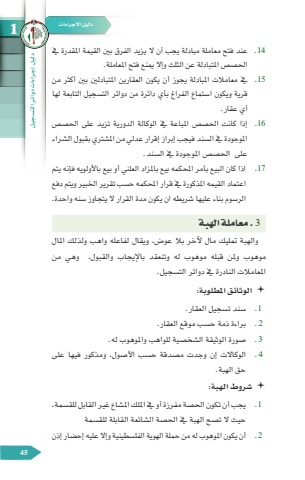 دليل الاجراءات
1
دليل إجراءات دوائر التسجيل
14. عند فتح معاملة مبادلة يجب أن لا يزيد الفرق بين القيمة المقدرة في
الحصص المتبادلة عن الثلث وإلا يمنع فتح المعاملة.
15. في معاملات المبادلة يجوز أن يكون العقارين المتبادلين بين أكثر من
قرية ويكون استماع الفراغ بأي دائرة من دوائر التسجيل التابعة لها
أي عقار.
16. إذا كانت الحصص المباعة في الوكالة الدورية تزيد على الحصص
الموجودة في السند فيجب إبراز إقرار عدلي من المشتري بقبول الشراء
على الحصص الموجودة في السند.
17. اذا كان البيع بأمر المحكمه بيع بالمزاد العلني أو بيع بالأولويه فإنه يتم
اعتماد القيمه المذكورة في قرار المحكمه حسب تقرير الخبير ويتم دفع
الرسوم بناء عليها شريطه ان يكون مدة القرار لا يتجاوز سنه واحدة.
3 ـ معاملة الهبة
والهبة تمليك مال لآخر بلا عوض، ويقال لفاعله واهب ولذلك المال
موهوب ولمن قبله موهوب له وتنعقد بالإيجاب والقبول، وهي من
المعاملات النادرة في دوائر التسجيل.
الوثائق المطلوبة:
1. سند تسجيل العقار.
2. براءة ذمة حسب موقع العقار.
3. صورة الوثيقة الشخصية للواهب والموهوب له.
4. الوكالات إن وجدت مصدقة حسب الأصول، ومذكور فيها على
حق الهبة.
شروط الهبة:
1. يجب أن تكون الحصة مفرزة أو في الملك المشاع غير القابل للقسمة،
حيث لا تصح الهبة في الحصة الشائعة القابلة للقسمة
2. أن يكون الموهوب له من حملة الهوية الفلسطينية وإلا عليه إحضار إذن
45